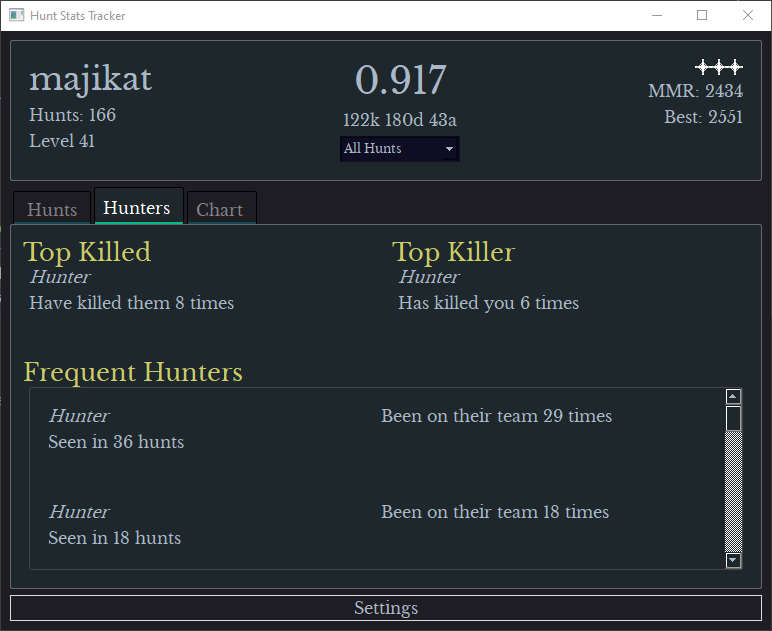 Hunt Stats Tracker
majikat
Hunts: 166
Level 41
0.917
122k 180d 43a
All Hunts
MMR: 2434
Best: 2551
Hunters
Hunts
Chart
Top Killed
Hunter
Have killed them 8 times
Top Killer
Hunter
Has killed you 6 times
Frequent Hunters
Hunter
Been on their team 29 times
Seen in 36 hunts
Hunter
Been on their team 18 times
Seen in 18 hunts
Settings